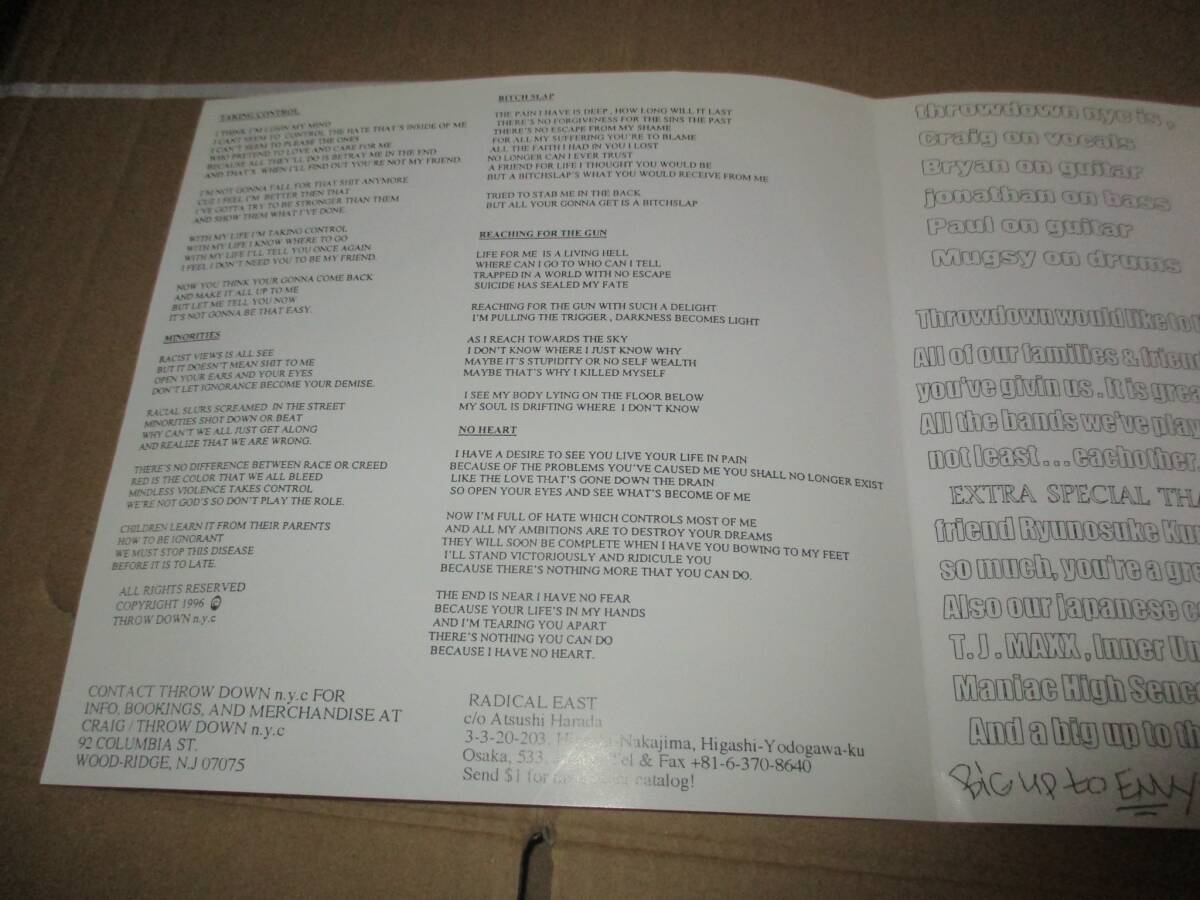 TAKING CONTROL
I THINK I'M LOSIN MY MIND
I CANT SEEM TO CONTROL THE HATE THAT'S INSIDE OF ME
I CAN'T SEEM TO PLEASE THE ONES
WHO PRETEND TO LOVE AND CARE FOR ME
BECAUSE ALL THEY'LL DO IS BETRAY ME IN THE END
AND THAT'S WHEN I'LL FIND OUT YOU'RE NOT MY FRIEND.
I'M NOT GONNA FALL FOR THAT SHIT ANYMORE
CUZ I FEEL I'M BETTER THEN THAT
I'VE GOTTA TRY TO BE STRONGER THAN THEM
AND SHOW THEM WHAT I'VE DONE.
WITH MY LIFE I'M TAKING CONTROL
WITH MY LIFE I KNOW WHERE TO GO
WITH MY LIFE I'LL TELL YOU ONCE AGAIN
I FEEL I DON'T NEED YOU TO BE MY FRIEND.
NOW YOU THINK YOUR GONNA COME BACK
AND MAKE IT ALL UP TO ME
BUT LET ME TELL YOU NOW
IT'S NOT GONNA BE THAT EASY.
MINORITIES
RACIST VIEWS IS ALL SEE
BUT IT DOESN'T MEAN SHIT TO ME
OPEN YOUR EARS AND YOUR EYES
DON'T LET IGNORANCE BECOME YOUR DEMISE.
RACIAL SLURS SCREAMED IN THE STREET
MINORITIES SHOT DOWN OR BEAT
WHY CAN'T WE ALL JUST GET ALONG
AND REALIZE THAT WE ARE WRONG.
THERE'S NO DIFFERENCE BETWEEN RACE OR CREED
RED IS THE COLOR THAT WE ALL BLEED
MINDLESS VIOLENCE TAKES CONTROL
WE'RE NOT GOD'S SO DON'T PLAY THE ROLE.
CHILDREN LEARN IT FROM THEIR PARENTS
HOW TO BE IGNORANT
WE MUST STOP THIS DISEASE
BEFORE IT IS TO LATE.
ALL RIGHTS RESERVED
COPYRIGHT 1996 ©
THROW DOWN n.y.c
CONTACT THROW DOWN n.y.c FOR
INFO, BOOKINGS, AND MERCHANDISE AT
CRAIG / THROW DOWN n.y.c
92 COLUMBIA ST.
WOOD-RIDGE, N.J 07075
BITCH SLAP
THE PAIN I HAVE IS DEEP , HOW LONG WILL IT LAST
THERE'S NO FORGIVENESS FOR THE SINS THE PAST
THERE'S NO ESCAPE FROM MY SHAME
FOR ALL MY SUFFERING YOU'RE TO BLAME
ALL THE FAITH I HAD IN YOU I LOST
NO LONGER CAN I EVER TRUST
A FRIEND FOR LIFE I THOUGHT YOU WOULD BE
BUT A BITCHSLAP'S WHAT YOU WOULD RECEIVE FROM ME
TRIED TO STAB ME IN THE BACK
BUT ALL YOUR GONNA GET IS A BITCHSLAP
REACHING FOR THE GUN
LIFE FOR ME IS A LIVING HELL
WHERE CAN I GO TO WHO CAN I TELL
TRAPPED IN A WORLD WITH NO ESCAPE
SUICIDE HAS SEALED MY FATE
REACHING FOR THE GUN WITH SUCH A DELIGHT
I'M PULLING THE TRIGGER , DARKNESS BECOMES LIGHT
AS I REACH TOWARDS THE SKY
I DON'T KNOW WHERE I JUST KNOW WHY
MAYBE IT'S STUPIDITY OR NO SELF WEALTH
MAYBE THAT'S WHY I KILLED MYSELF
I SEE MY BODY LYING ON THE FLOOR BELOW
MY SOUL IS DRIFTING WHERE I DON'T KNOW
NO HEART
I HAVE A DESIRE TO SEE YOU LIVE YOUR LIFE IN PAIN
BECAUSE OF THE PROBLEMS YOU'VE CAUSED ME YOU SHALL NO LONGER EXIST
LIKE THE LOVE THAT'S GONE DOWN THE DRAIN
SO OPEN YOUR EYES AND SEE WHAT'S BECOME OF ME
NOW I'M FULL OF HATE WHICH CONTROLS MOST OF ME
AND ALL MY AMBITIONS ARE TO DESTROY YOUR DREAMS
THEY WILL SOON BE COMPLETE WHEN I HAVE YOU BOWING TO MY FEET
I'LL STAND VICTORIOUSLY AND RIDICULE YOU
BECAUSE THERE'S NOTHING MORE THAT YOU CAN DO.
THE END IS NEAR I HAVE NO FEAR
BECAUSE YOUR LIFE'S IN MY HANDS
AND I'M TEARING YOU APART
THERE'S NOTHING YOU CAN DO
BECAUSE I HAVE NO HEART.
RADICAL EAST
c/o Atsushi Harada
3-3-20-203, -Nakajima, Higashi-Yodogawa-ku
Osaka, 533, Tel & Fax +81-6-370-8640
Send $1 for catalog!
throwdown nyc is ,
Craig on vocals
Bryan on guitar
jonathan on bass
Paul on guitar
Mugsy on drums
Throwdown would like to
All of our families & friend
you've givin us . It is
All the bands we've
not least . . . eachother.
EXTRA SPECIAL
friend Ryunosuke
so much, you're a
Also our japanese
T. J . MAXX , Inner
Maniac High
And a big up to
Big up to ENVY